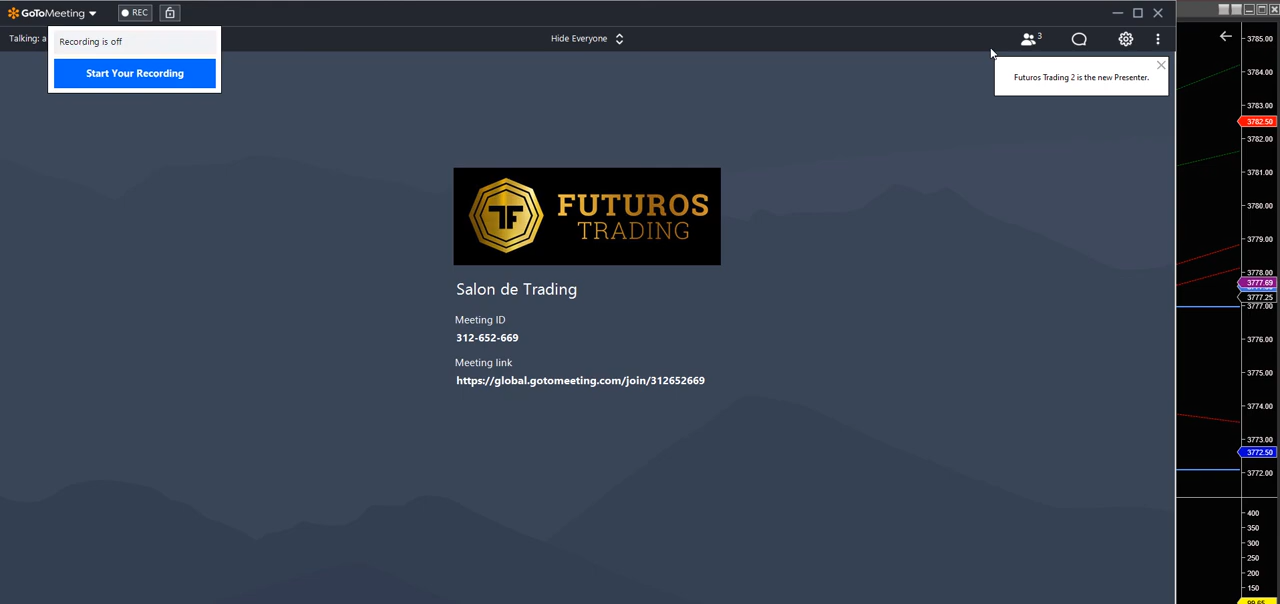 GoToMeeting
REC
Talking: a
Recording is off
Start Your Recording
Hide Everyone
3
Futuros Trading 2 is the new Presenter.
TF
FUTUROS
TRADING
Salon de Trading
Meeting ID
312-652-669
Meeting link
https://global.gotomeeting.com/join/312652669
3785.00
3784.00
3783.00
3782.50
3782.00
3781.00
3780.00
3779.00
3778.00
3777.69
3777.25
3777.00
3776.00
3775.00
3774.00
3773.00
3772.50
3772.00
400
350
300
250
200
150